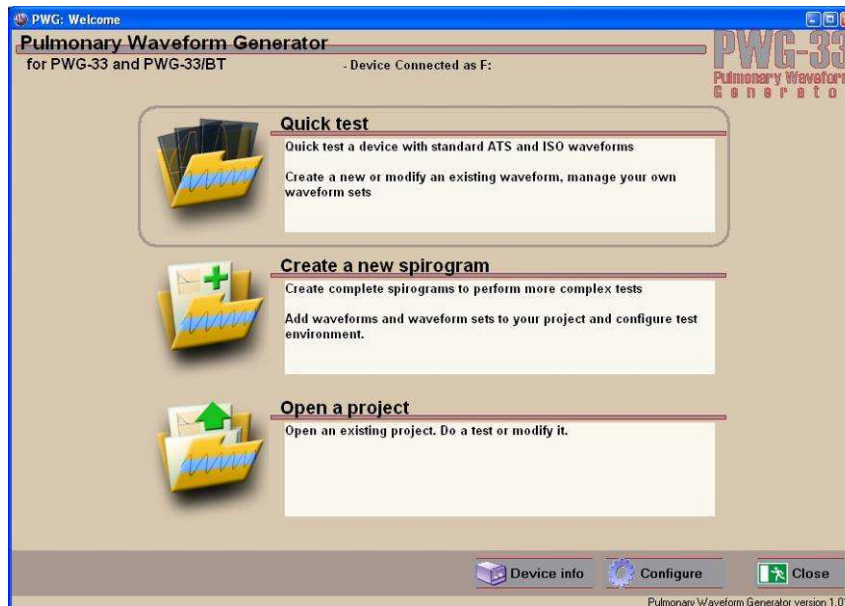 PWG: Welcome
Pulmonary Waveform Generator
for PWG-33 and PWG-33/BT
- Device Connected as F:
PWG-33
Pulmonary Waveform
Generator
Quick test
Quick test a device with standard ATS and ISO waveforms
Create a new or modify an existing waveform, manage your own
waveform sets
Create a new spirogram
Create complete spirograms to perform more complex tests
Add waveforms and waveform sets to your project and configure test
environment.
Open a project
Open an existing project. Do a test or modify it.
Device info
Configure
Close
Pulmonary Waveform Generator version